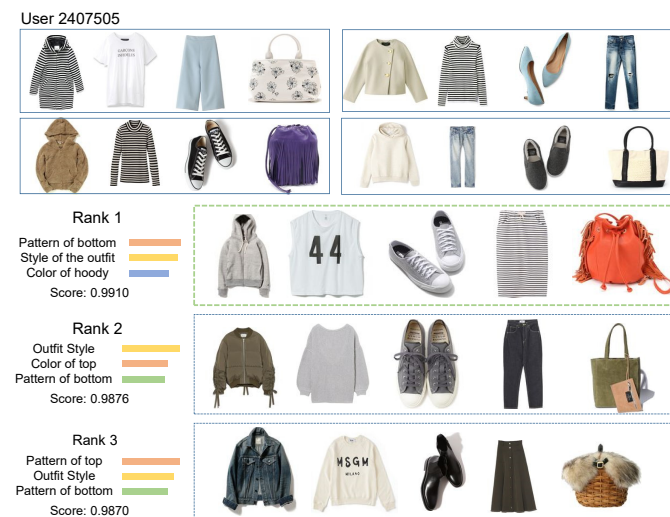 User 2407505
Rank 1
Pattern of bottom
Style of the outfit
Color of hoody
Score: 0.9910
44
Rank 2
Outfit Style
Color of top
Pattern of bottom
Score: 0.9876
Rank 3
Pattern of top
Outfit Style
Pattern of bottom
Score: 0.9870
MSGM
MILANO